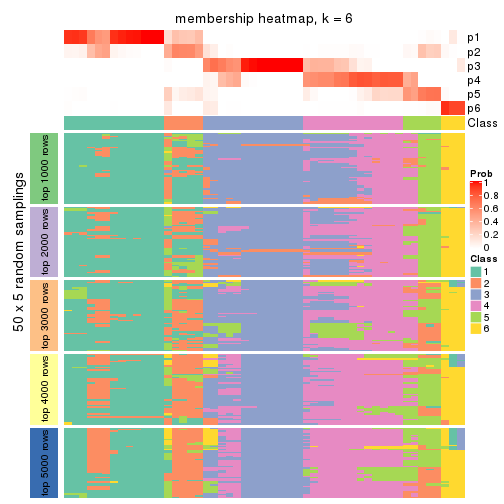 membership heatmap, k = 6
p1
p2
p3
p4
p5
p6
Class
50 x 5 random samplings
top 1000 rows
top 2000 rows
top 3000 rows
top 4000 rows
top 5000 rows
Prob
1
0.8
0.6
0.4
0.2
0
Class
1
2
3
4
5
6